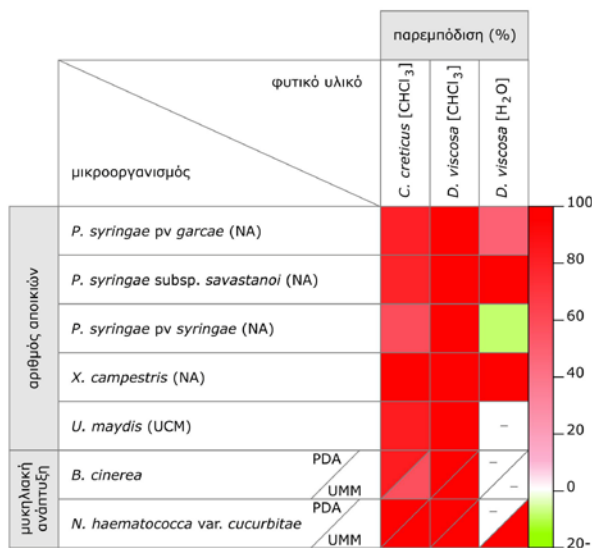 παρεμπόδιση (%)
φυτικό υλικό
μικροοργανισμός
C. creticus [CHCl₃]
D. viscosa [CHCl₃]
D. viscosa [H₂O]
αριθμός αποικιών
P. syringae pv garcae (NA)
P. syringae subsp. savastanoi (NA)
P. syringae pv syringae (NA)
X. campestris (NA)
U. maydis (UCM)
–
μυκηλιακή
ανάπτυξη
B. cinerea
PDA
UMM
–
–
N. haematococca var. cucurbitae
PDA
UMM
–
100
80
60
40
20
0
20-